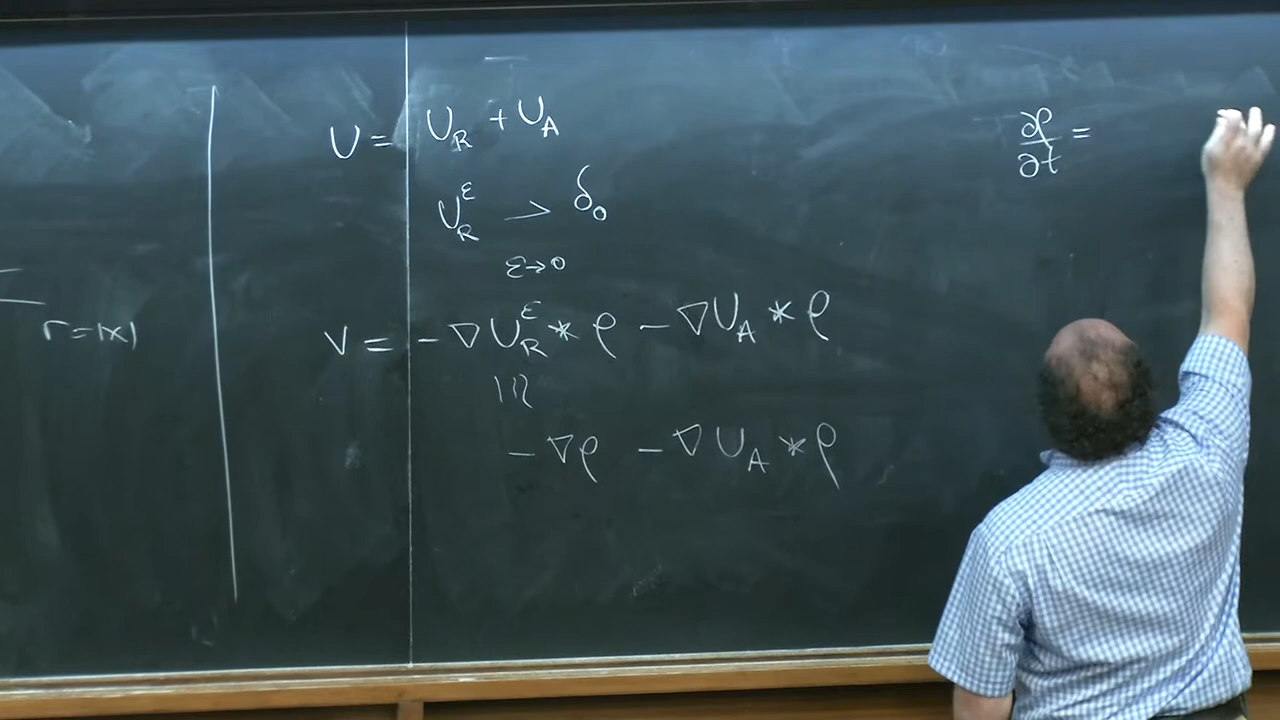 r=|x|
U = U_R + U_A
U_R^ε → δ_0
ε→0
V = -∇U_R^ε * ρ - ∇U_A * ρ
≀≀≀
-∇ρ - ∇U_A * ρ
∂ρ/∂t =